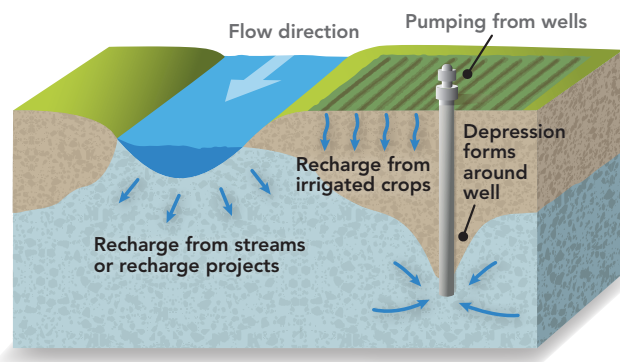 Flow direction
Pumping from wells
Depression
forms
around
well
Recharge from
irrigated crops
Recharge from streams
or recharge projects